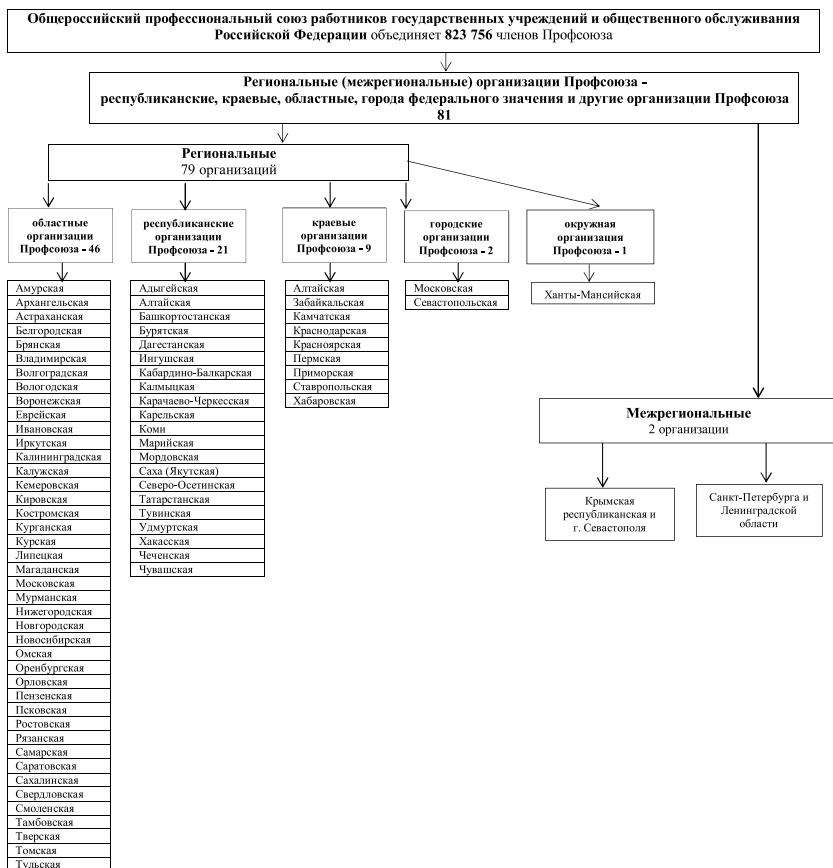 Общероссийский профессиональный союз работников государственных учреждений и общественного обслуживания
Российской Федерации объединяет 823 756 членов Профсоюза
Региональные (межрегиональные) организации Профсоюза –
республиканские, краевые, областные, города федерального значения и другие организации Профсоюза
81
Региональные
79 организаций
областные
организации
Профсоюза - 46
республиканские
организации
Профсоюза - 21
краевые
организации
Профсоюза - 9
городские
организации
Профсоюза - 2
окружная
организация
Профсоюза - 1
Амурская
Архангельская
Астраханская
Белгородская
Брянская
Владимирская
Волгоградская
Вологодская
Воронежская
Еврейская
Ивановская
Иркутская
Калининградская
Калужская
Кемеровская
Кировская
Костромская
Курганская
Курская
Липецкая
Магаданская
Московская
Мурманская
Нижегородская
Новгородская
Новосибирская
Омская
Оренбургская
Орловская
Пензенская
Псковская
Ростовская
Рязанская
Самарская
Саратовская
Сахалинская
Свердловская
Смоленская
Тамбовская
Тверская
Томская
Тульская
Адыгейская
Алтайская
Башкортостанская
Бурятская
Дагестанская
Ингушская
Кабардино-Балкарская
Калмыцкая
Карачаево-Черкесская
Карельская
Коми
Марийская
Мордовская
Саха (Якутская)
Северо-Осетинская
Татарстанская
Тувинская
Удмуртская
Хакасская
Чеченская
Чувашская
Алтайская
Забайкальская
Камчатская
Краснодарская
Красноярская
Пермская
Приморская
Ставропольская
Хабаровская
Московская
Севастопольская
Ханты-Мансийская
Межрегиональные
2 организации
Крымская
республиканская и
г. Севастополя
Санкт-Петербурга и
Ленинградской
области